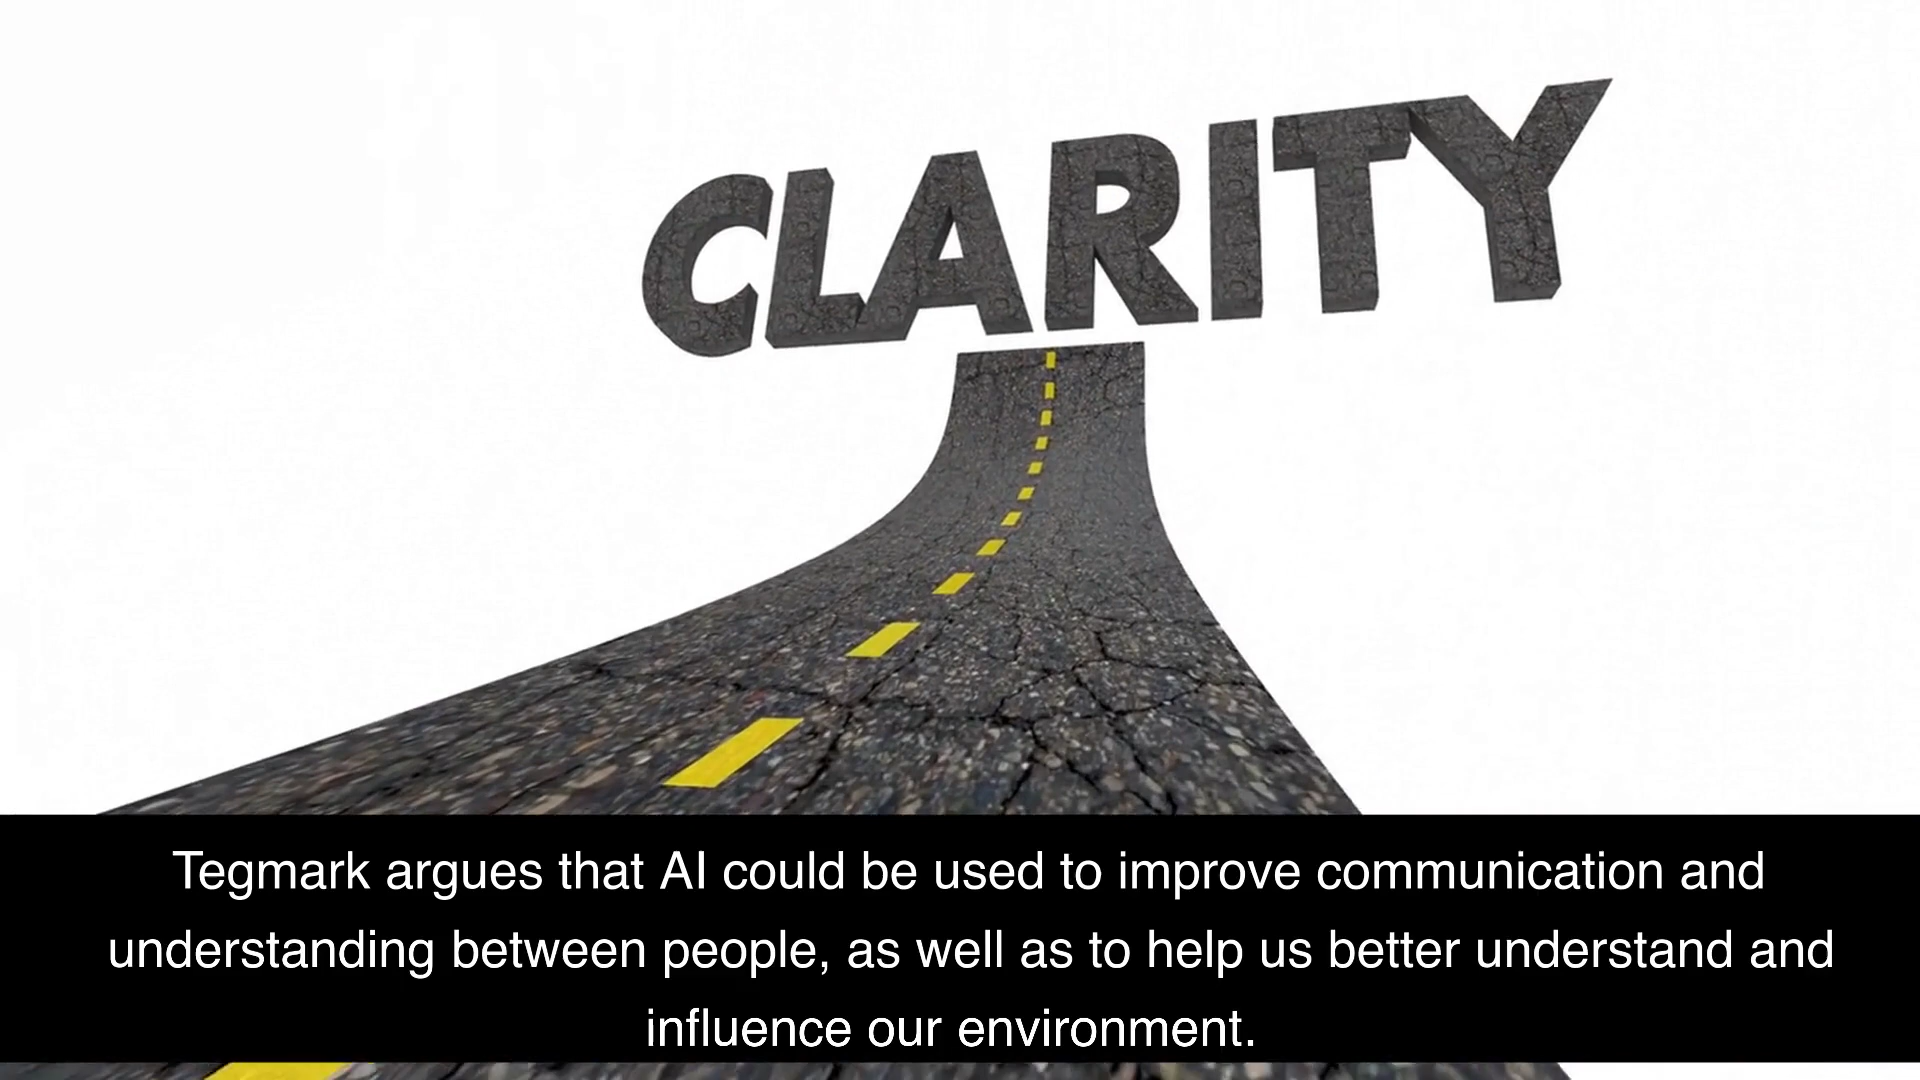 CLARITY
Tegmark argues that AI could be used to improve communication and
understanding between people, as well as to help us better understand and
influence our environment.